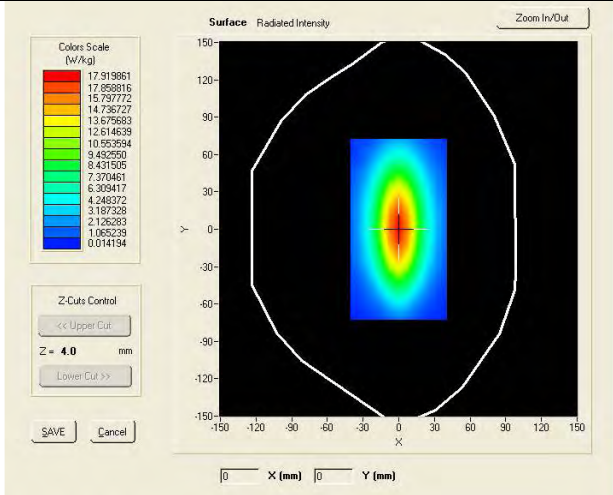 Surface Radiated Intensity
Zoom In/Out
Colors Scale
(W/kg)
17.919861
17.858816
15.797772
14.736727
13.675683
12.614639
10.553594
9.492550
8.431505
7.370461
6.309417
4.248372
3.187328
2.126283
1.065239
0.014194
Z-Cuts Control
<< Upper Cut
Z = 4.0 mm
Lower Cut >>
SAVE Cancel
150
120
90
60
30
Y 0
-30
-60
-90
-120
-150
-150 -120 -90 -60 -30 0 30 60 90 120 150
X
0 X (mm) 0 Y (mm)